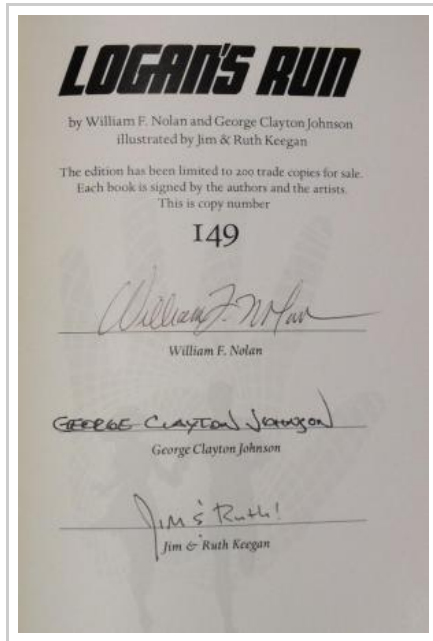 LOGAN'S RUN
by William F. Nolan and George Clayton Johnson
illustrated by Jim & Ruth Keegan
The edition has been limited to 200 trade copies for sale.
Each book is signed by the authors and the artists.
This is copy number
149
William F. Nolan
William F. Nolan
GEORGE CLAYTON JOHNSON
George Clayton Johnson
Jim & Ruth!
Jim & Ruth Keegan